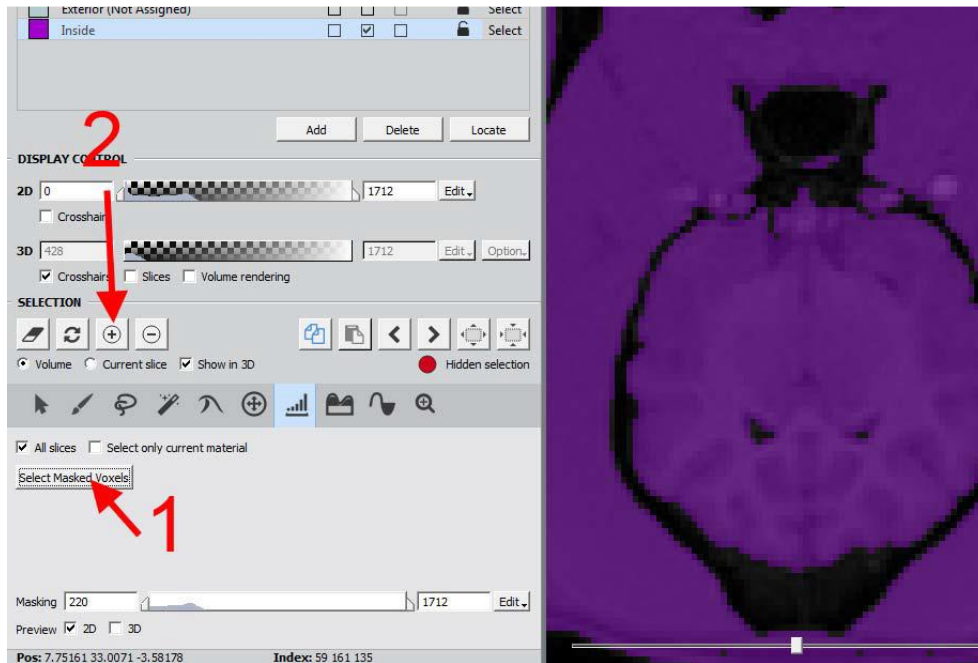 Exterior (Not Assigned) Select
Inside Select
Add Delete Locate
2
DISPLAY CONTROL
2D 0 1712 Edit
Crosshairs
3D 428 1712 Edit Option
Crosshairs Slices Volume rendering
SELECTION
Volume Current slice Show in 3D Hidden selection
All slices Select only current material
Select Masked Voxels
1
Masking 220 1712 Edit
Preview 2D 3D
Pos: 7.75161 33.0071 -3.58178 Index: 59 161 135